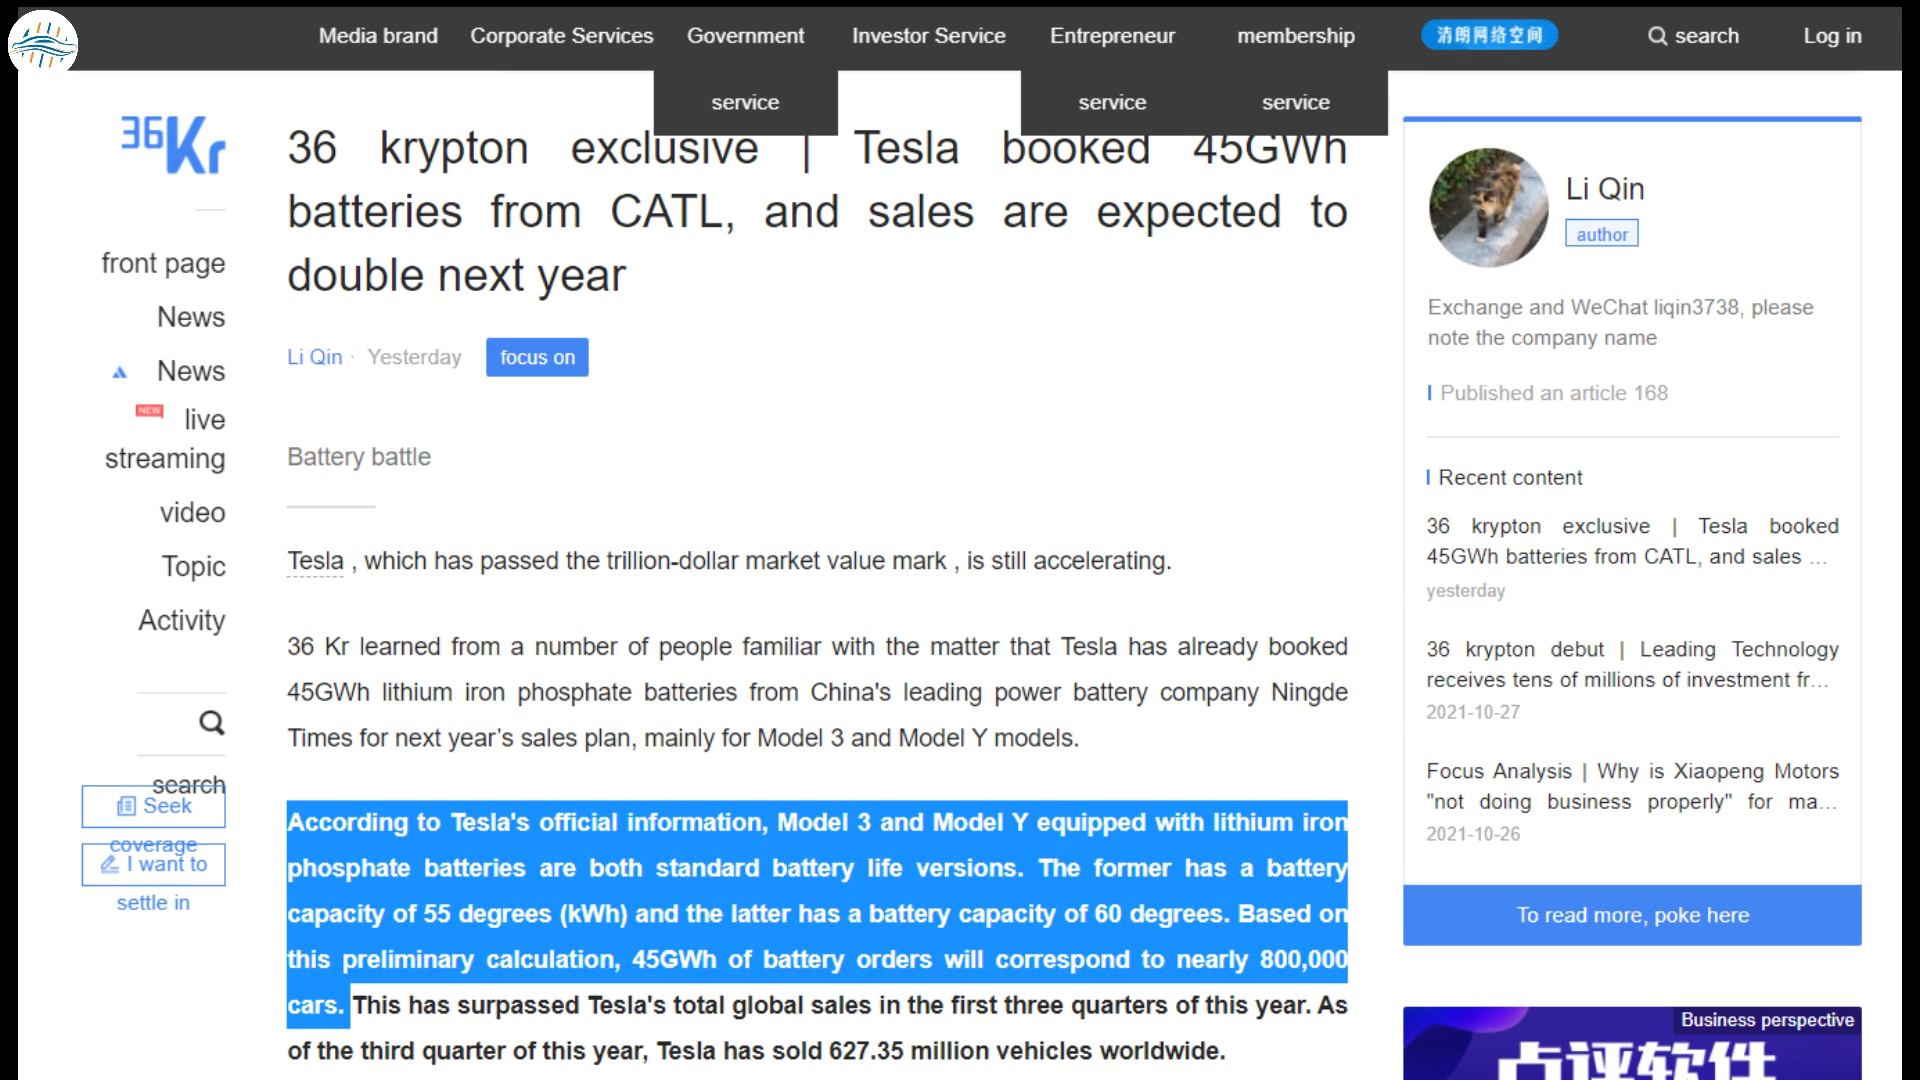 Media brand
Corporate Services
Government
service
Investor Service
Entrepreneur
service
membership
service
清朗网络空间
search
Log in
36Kr
front page
News
News
NEW
live
streaming
video
Topic
Activity
search
Seek
coverage
I want to
settle in
36 krypton exclusive | Tesla booked 45GWh
batteries from CATL, and sales are expected to
double next year
Li Qin · Yesterday focus on
Battery battle
Tesla , which has passed the trillion-dollar market value mark , is still accelerating.
36 Kr learned from a number of people familiar with the matter that Tesla has already booked
45GWh lithium iron phosphate batteries from China's leading power battery company Ningde
Times for next year’s sales plan, mainly for Model 3 and Model Y models.
According to Tesla's official information, Model 3 and Model Y equipped with lithium iron
phosphate batteries are both standard battery life versions. The former has a battery
capacity of 55 degrees (kWh) and the latter has a battery capacity of 60 degrees. Based on
this preliminary calculation, 45GWh of battery orders will correspond to nearly 800,000
cars. This has surpassed Tesla's total global sales in the first three quarters of this year. As
of the third quarter of this year, Tesla has sold 627.35 million vehicles worldwide.
Li Qin
author
Exchange and WeChat liqin3738, please
note the company name
Published an article 168
Recent content
36 krypton exclusive | Tesla booked
45GWh batteries from CATL, and sales ...
yesterday
36 krypton debut | Leading Technology
receives tens of millions of investment fr...
2021-10-27
Focus Analysis | Why is Xiaopeng Motors
"not doing business properly" for ma...
2021-10-26
To read more, poke here
Business perspective
点评软件